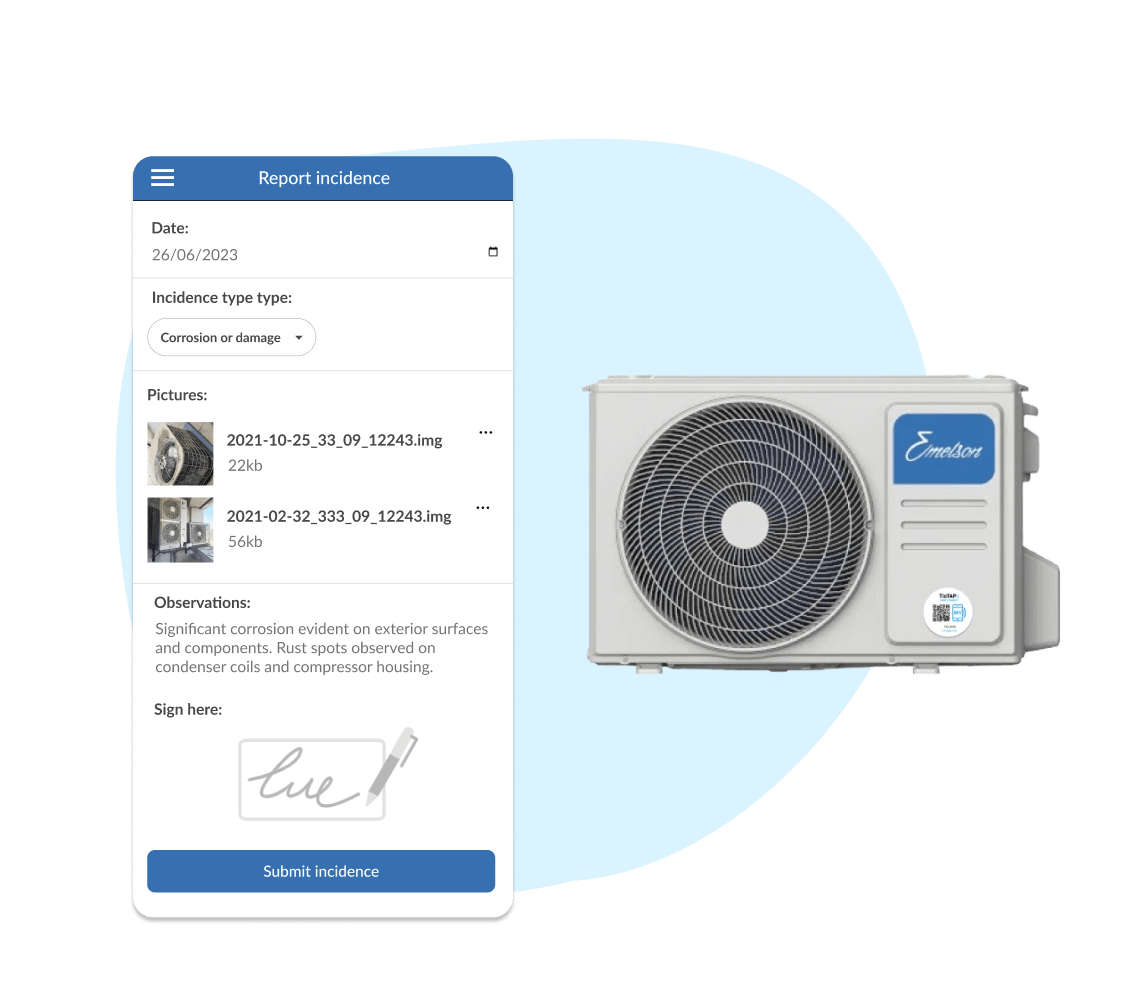 Report incidence
Date:
26/06/2023
Incidence type type:
Corrosion or damage
Pictures:
2021-10-25_33_09_12243.img
22kb
2021-02-32_333_09_12243.img
56kb
Observations:
Significant corrosion evident on exterior surfaces
and components. Rust spots observed on
condenser coils and compressor housing.
Sign here:
Submit incidence
Emelson
TicTAP